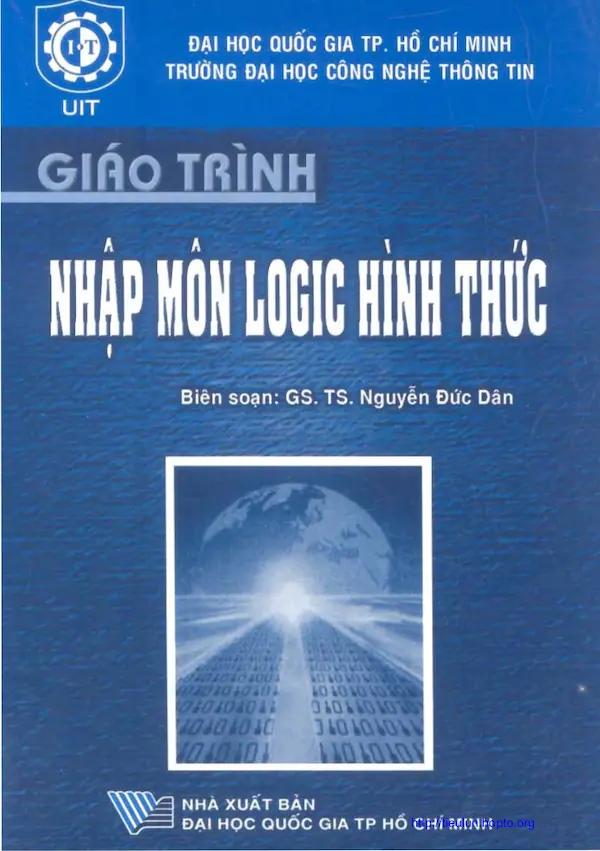 ĐẠI HỌC QUỐC GIA TP. HỒ CHÍ MINH
TRƯỜNG ĐẠI HỌC CÔNG NGHỆ THÔNG TIN
UIT
GIÁO TRÌNH
NHẬP MÔN LOGIC HÌNH THỨC
Biên soạn: GS. TS. Nguyễn Đức Dân
NHÀ XUẤT BẢN
ĐẠI HỌC QUỐC GIA TP HỒ CHÍ MINH